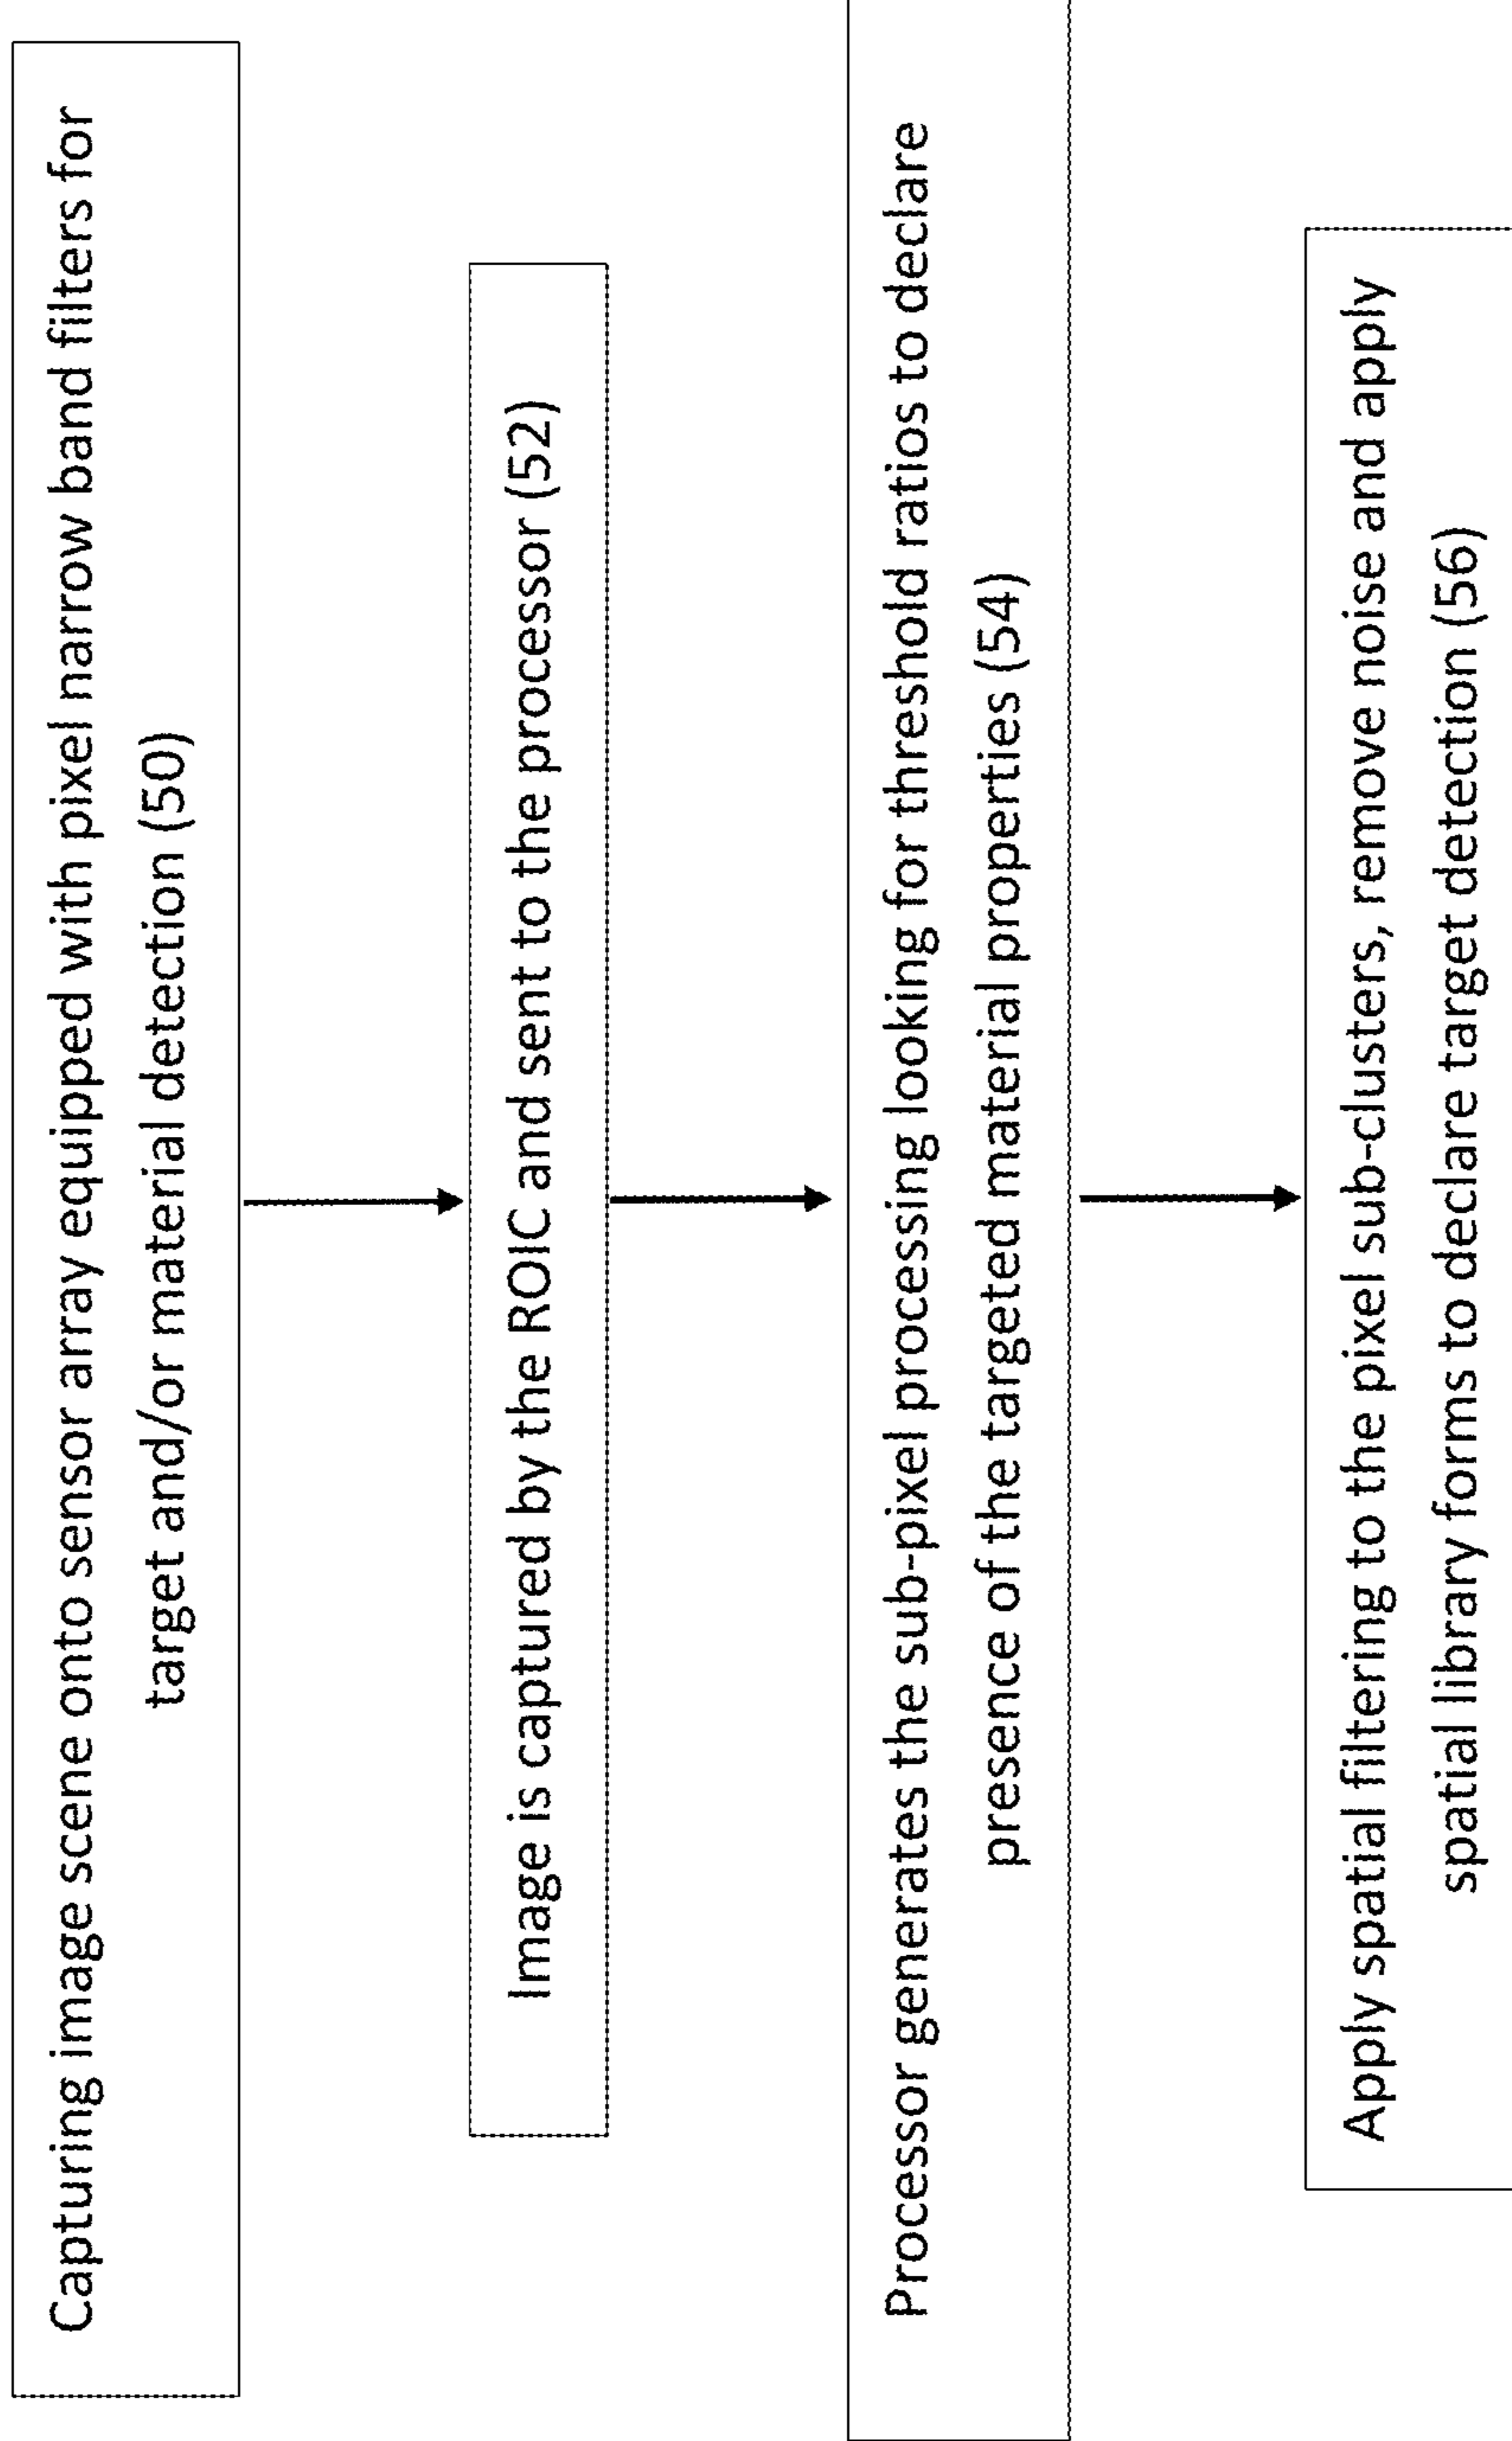 Capturing image scene onto sensor array equipped with pixel narrow band filters for
target and/or material detection (50)
Image is captured by the ROIC and sent to the processor (52)
Processor generates the sub-pixel processing looking for threshold ratios to declare
presence of the targeted material properties (54)
Apply spatial filtering to the pixel sub-clusters, remove noise and apply
spatial library forms to declare target detection (56)